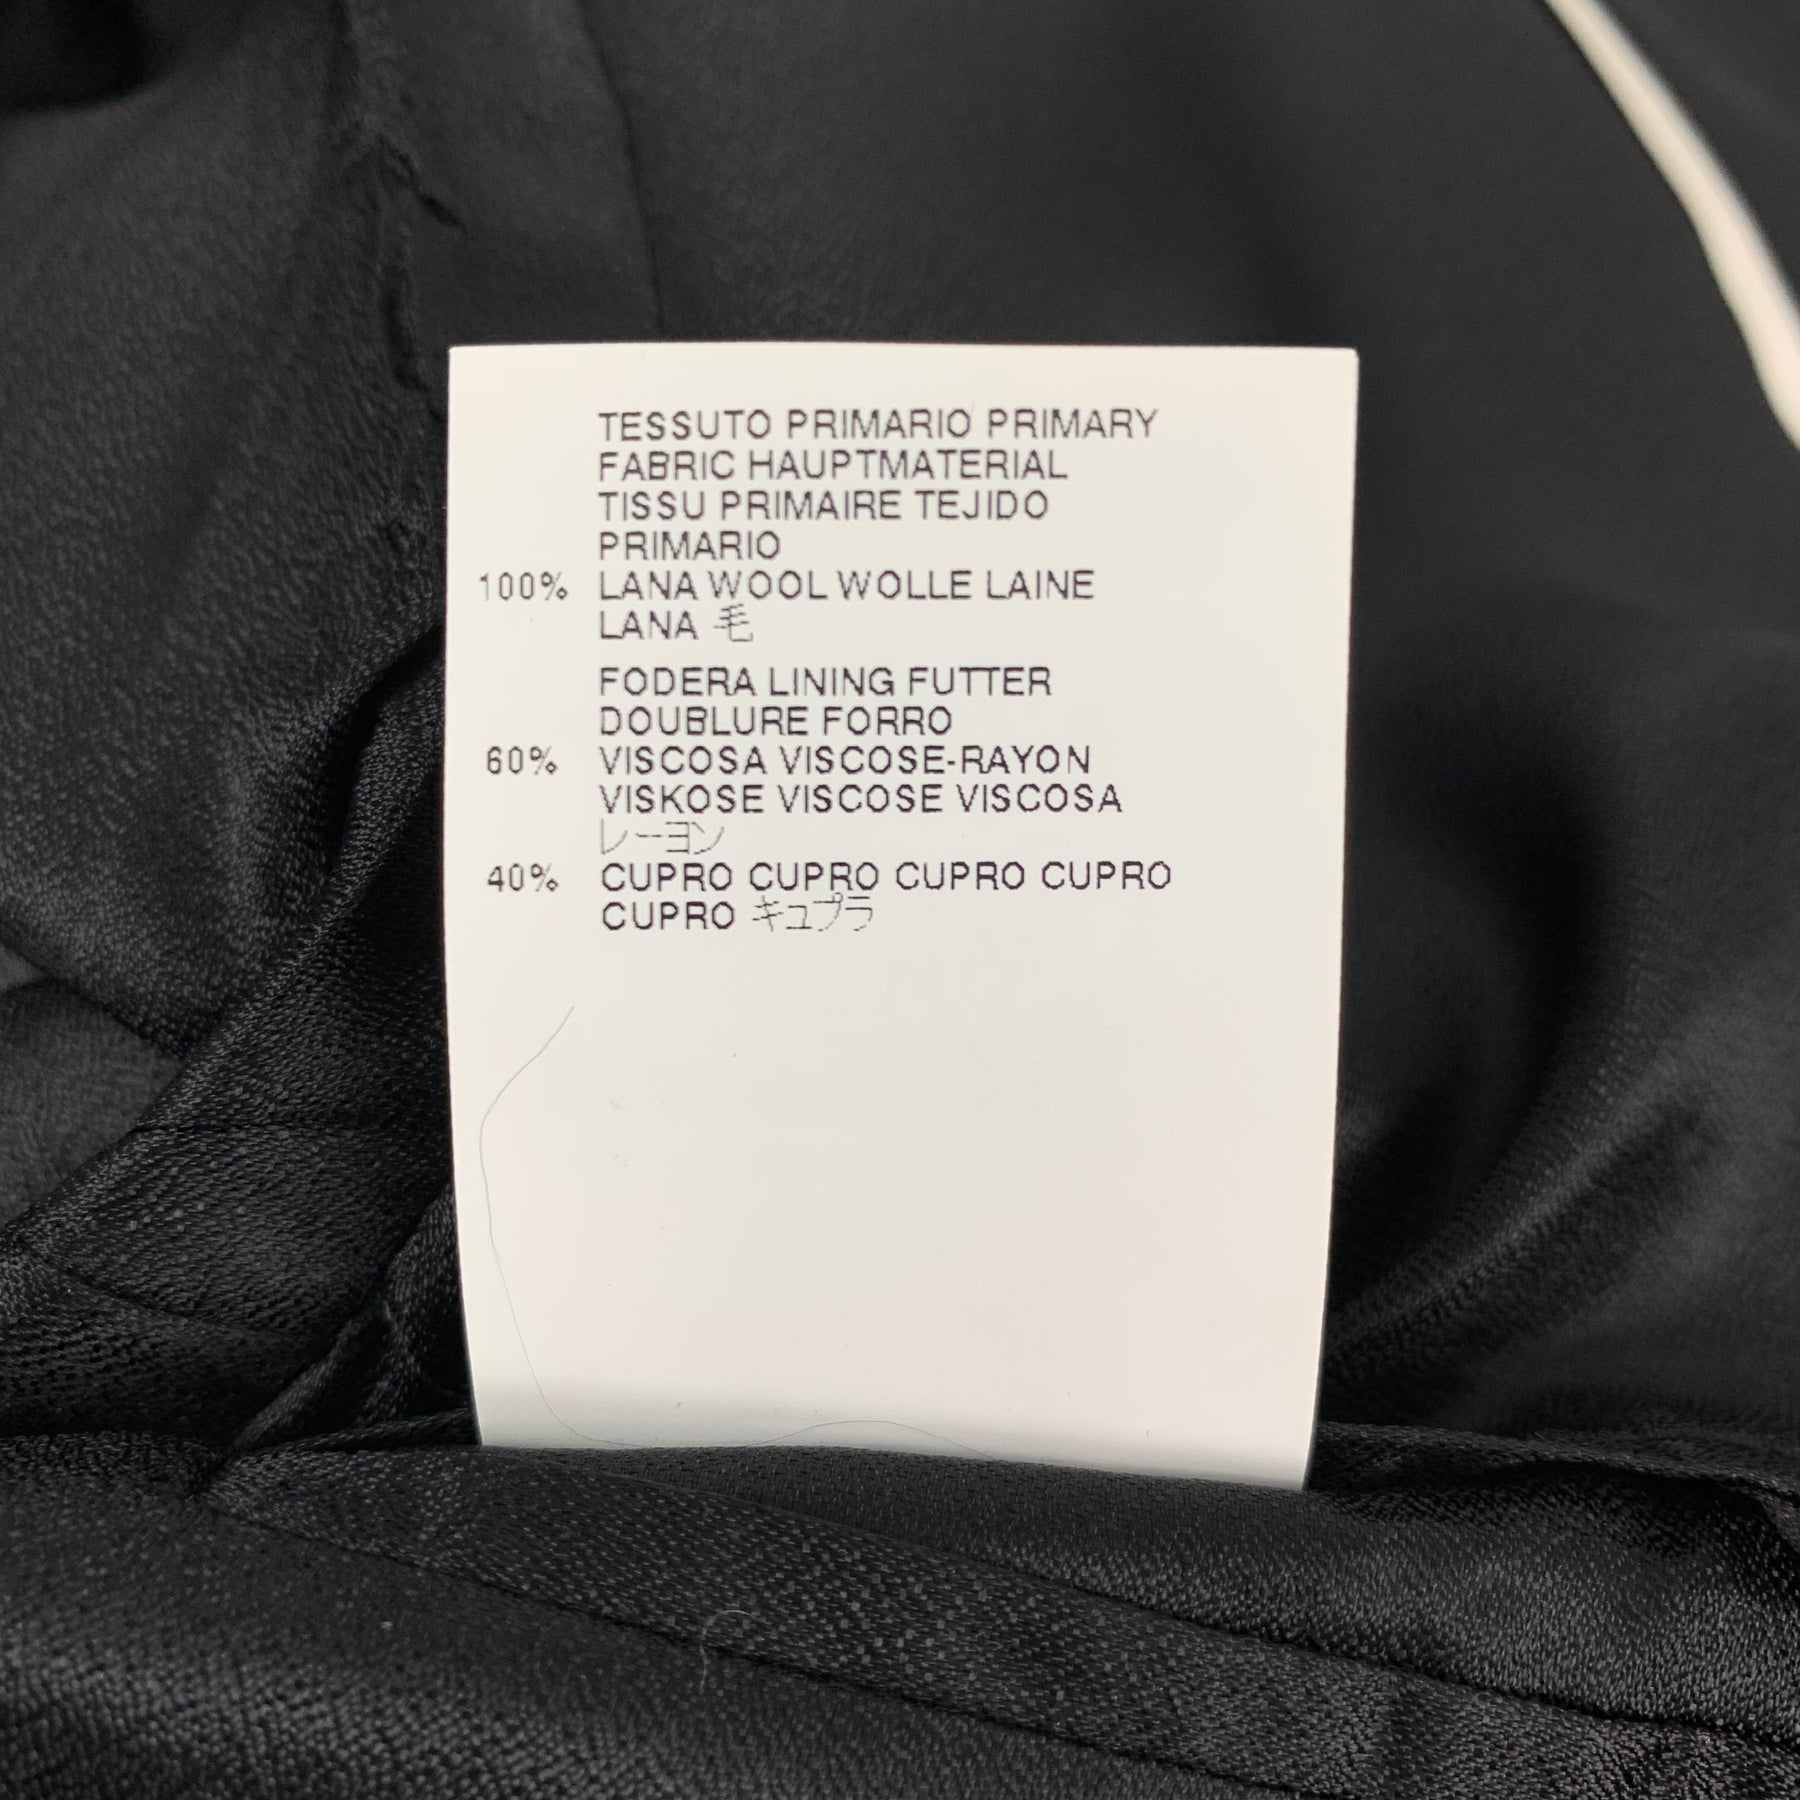 TESSUTO PRIMARIO PRIMARY
FABRIC HAUPTMATERIAL
TISSU PRIMAIRE TEJIDO
PRIMARIO
100% LANA WOOL WOLLE LAINE
LANA 毛
FODERA LINING FUTTER
DOUBLURE FORRO
60% VISCOSA VISCOSE-RAYON
VISKOSE VISCOSE VISCOSA
レーヨン
40% CUPRO CUPRO CUPRO CUPRO
CUPRO キュプラ